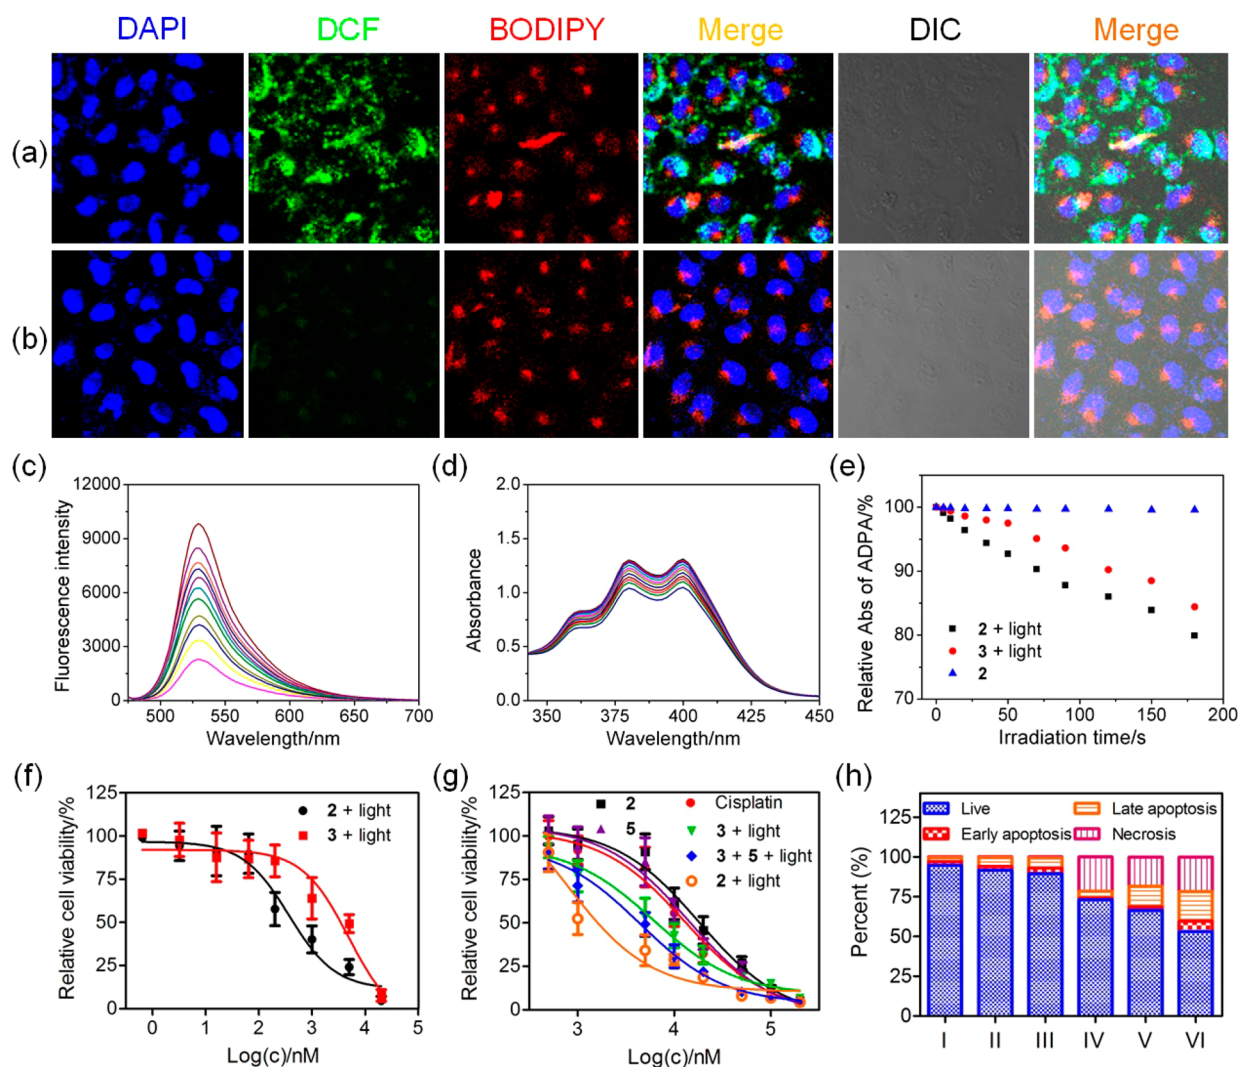 DAPI DCF BODIPY Merge DIC Merge
(a)
(b)
(c)
Fluorescence intensity
12000
9000
6000
3000
0
500 550 600 650 700
Wavelength/nm
(d)
Absorbance
2.0
1.5
1.0
0.5
0.0
350 375 400 425 450
Wavelength/nm
(e)
Relative Abs of ADPA/%
100
90
80
70
2 + light
3 + light
2
0 50 100 150 200
Irradiation time/s
(f)
Relative cell viability/%
125
100
75
50
25
0
2 + light
3 + light
0 1 2 3 4 5
Log(c)/nM
(g)
Relative cell viability/%
125
100
75
50
25
0
2
5
Cisplatin
3 + light
3 + 5 + light
2 + light
3 4 5
Log(c)/nM
(h)
Percent (%)
125
100
75
50
25
0
Live
Late apoptosis
Early apoptosis
Necrosis
I II III IV V VI